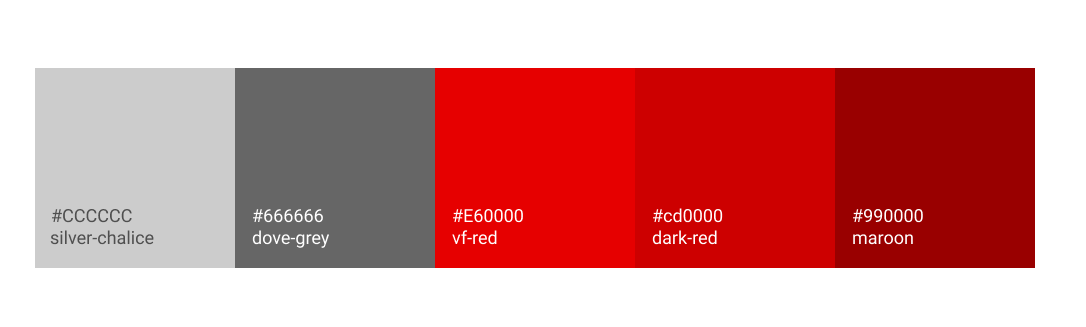 #CCCCCC
silver-chalice
#666666
dove-grey
#E60000
vf-red
#cd0000
dark-red
#990000
maroon